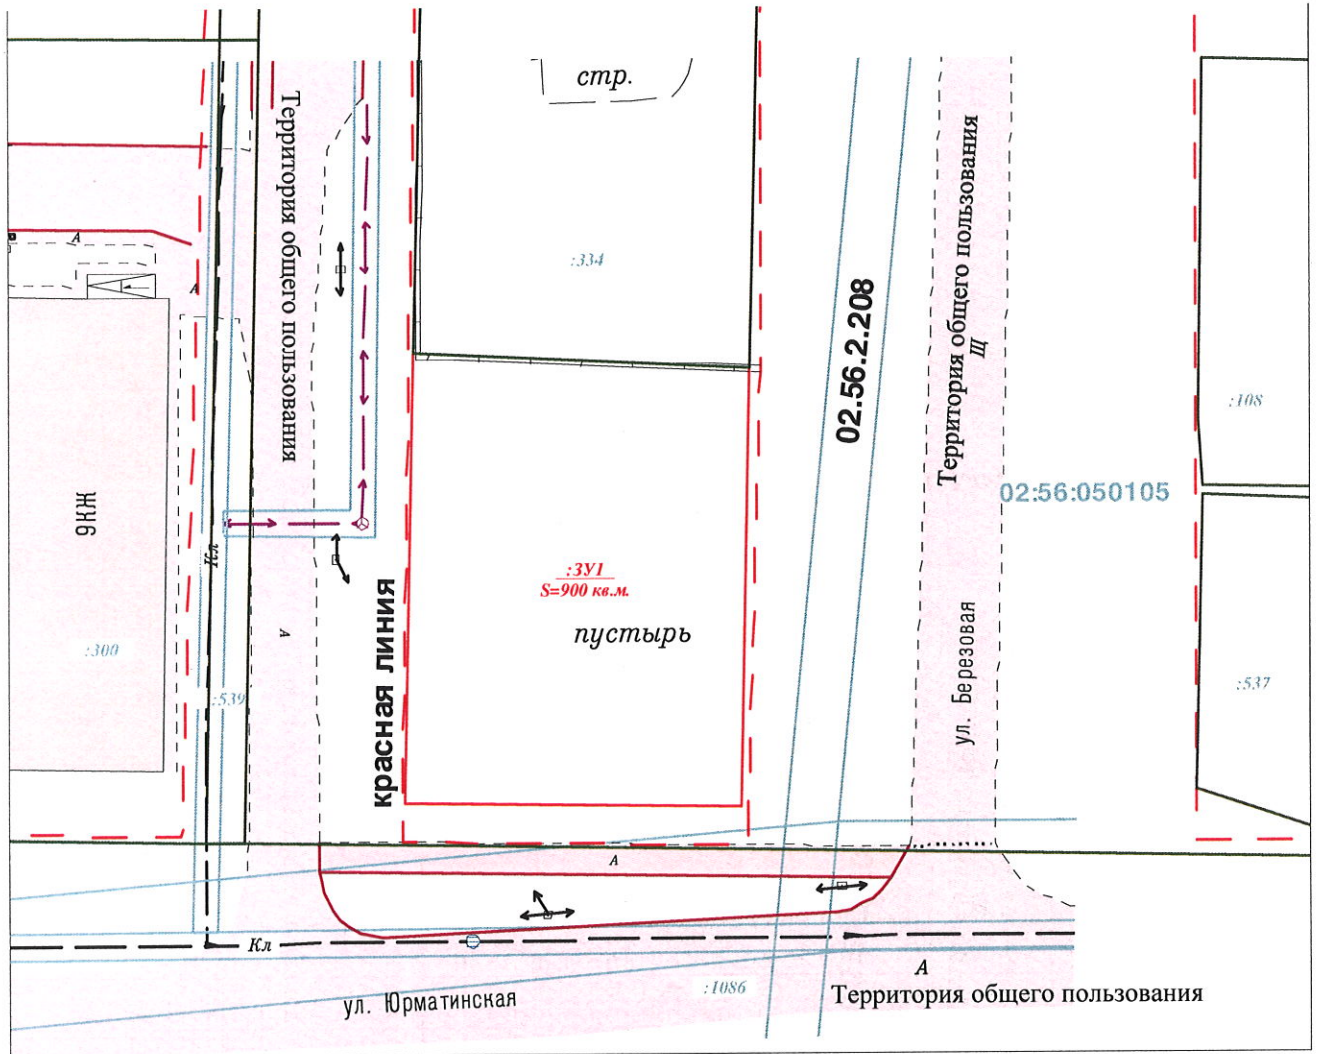 стр.
Территория общего пользования
Территория общего пользования
А
:334
А
02.56.2.208
Щ
:108
02:56:050105
9КЖ
Кл
:ЗУ1
S=900 кв.м.
красная линия
пустырь
А
ул. Березовая
:300
:539
:537
А
Кл
А
:1086
Территория общего пользования
ул. Юрматинская